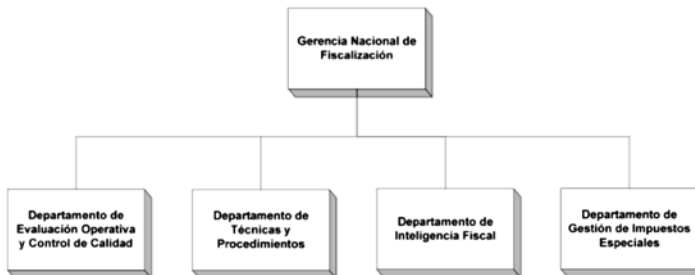 Gerencia Nacional de
Fiscalización
Departamento de
Evaluación Operativa
y Control de Calidad
Departamento de
Técnicas y
Procedimientos
Departamento de
Inteligencia Fiscal
Departamento de
Gestión de Impuestos
Especiales